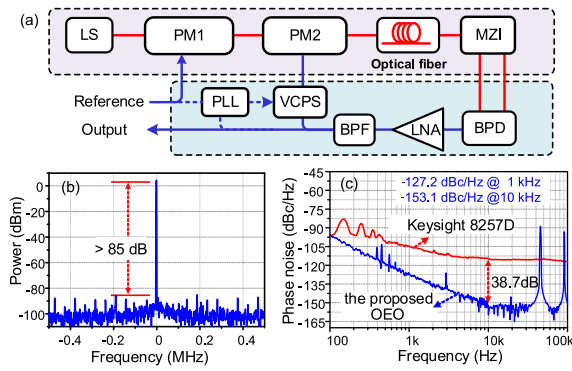 (a)
LS
PM1
PM2
MZI
Optical fiber
Reference
PLL
VCPS
Output
BPF
LNA
BPD
(b)
0
-20
-40
-60
-80
-100
Power (dBm)
> 85 dB
-0.4 -0.2 0.0 0.2 0.4
Frequency (MHz)
(c)
-45
-60
-75
-90
-105
-120
-135
-150
-165
Phase noise (dBc/Hz)
-127.2 dBc/Hz @ 1 kHz
-153.1 dBc/Hz @10 kHz
Keysight 8257D
38.7dB
the proposed
OEO
100 1k 10k 100k
Frequency (Hz)